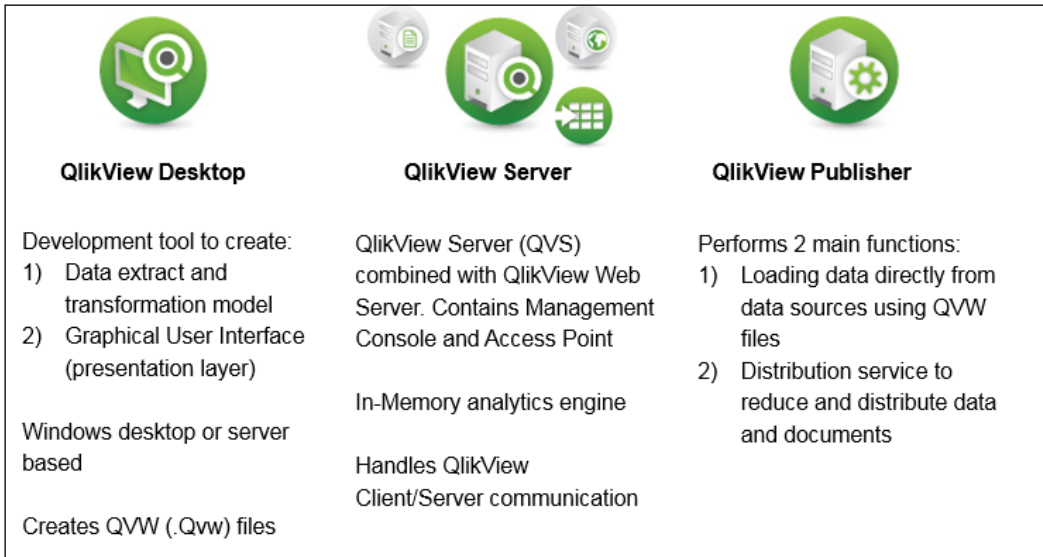 QlikView Desktop
Development tool to create:
1) Data extract and
transformation model
2) Graphical User Interface
(presentation layer)
Windows desktop or server
based
Creates QVW (.Qvw) files
QlikView Server
QlikView Server (QVS)
combined with QlikView Web
Server. Contains Management
Console and Access Point
In-Memory analytics engine
Handles QlikView
Client/Server communication
QlikView Publisher
Performs 2 main functions:
1) Loading data directly from
data sources using QVW
files
2) Distribution service to
reduce and distribute data
and documents